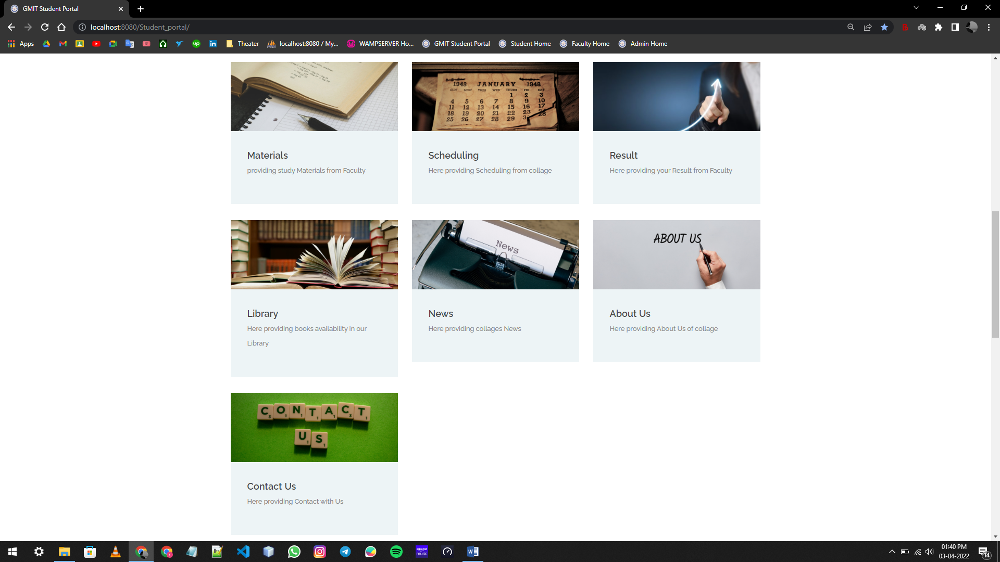 GMIT Student Portal
localhost:8080/Student_portal/
Apps
Theater
localhost:8080 / My...
WAMPSERVER Ho...
GMIT Student Portal
Student Home
Faculty Home
Admin Home
1948 JANUARY 1948
SUN MON TUES WED THURS FRI SAT
1 2 3
4 5 6 7 8 9 10
11 12 13 14 15 16 17
18 19 20 21 22 23
25 26 27 28 29
28
Materials
providing study Materials from Faculty
Scheduling
Here providing Scheduling from collage
Result
Here providing your Result from Faculty
News
ABOUT US
Library
Here providing books availability in our
Library
News
Here providing collages News
About Us
Here providing About Us of collage
CONTACT
US
Contact Us
Here providing Contact with Us
up
in
amazon
music
01:40 PM
03-04-2022
14